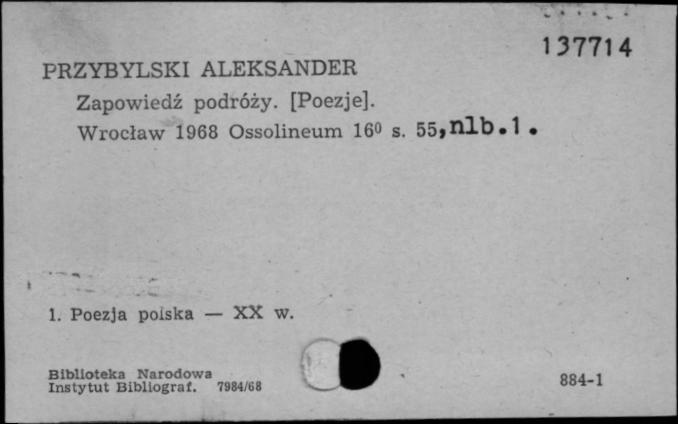 137714
PRZYBYLSKI ALEKSANDER
Zapowiedź podróży. [Poezje].
Wrocław 1968 Ossolineum 16⁰ s. 55, nlb.1.
1. Poezja polska — XX w.
Biblioteka Narodowa
Instytut Bibliograf. 7984/68
884-1